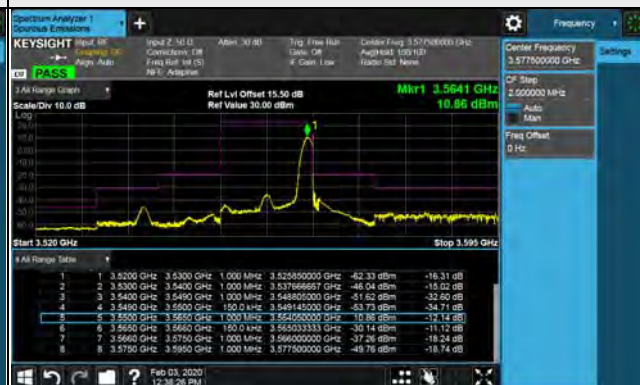 Spectrum Analyzer 1
Spurious Emissions
+
Frequency
KEYSIGHT Input: RF
Coupling: DC
Align: Auto
Input Z: 50 Ω
Corrections: Off
Freq Ref: Int (S)
NFE: Adaptive
Atten: 30 dB
Trig: Free Run
Gate: Off
IF Gain: Low
Center Freq: 3.577500000 GHz
Avg|Hold: 100/100
Radio Std: None
PASS
Center Frequency
3.577500000 GHz
Settings
CF Step
2.000000 MHz
Auto
Man
Freq Offset
0 Hz
3 All Range Graph
Scale/Div 10.0 dB
Ref Lvl Offset 15.50 dB
Ref Value 30.00 dBm
Mkr1 3.5641 GHz
10.86 dBm
Log
1
Start 3.520 GHz
Stop 3.595 GHz
All Range Table
1 1 3.5200 GHz 3.5300 GHz 1.000 MHz 3.525850000 GHz -62.33 dBm -16.31 dB
2 2 3.5300 GHz 3.5400 GHz 1.000 MHz 3.537666667 GHz -46.04 dBm -15.02 dB
3 3 3.5400 GHz 3.5490 GHz 1.000 MHz 3.548805000 GHz -51.62 dBm -32.60 dB
4 4 3.5490 GHz 3.5500 GHz 150.0 kHz 3.549145000 GHz -53.73 dBm -34.71 dB
5 5 3.5500 GHz 3.5650 GHz 1.000 MHz 3.564050000 GHz 10.86 dBm -12.14 dB
6 6 3.5650 GHz 3.5660 GHz 150.0 kHz 3.565033333 GHz -30.14 dBm -11.12 dB
7 7 3.5660 GHz 3.5750 GHz 1.000 MHz 3.566000000 GHz -37.26 dBm -18.24 dB
8 8 3.5750 GHz 3.5950 GHz 1.000 MHz 3.577500000 GHz -49.76 dBm -18.74 dB
?
Feb 03, 2020
12:38:26 PM